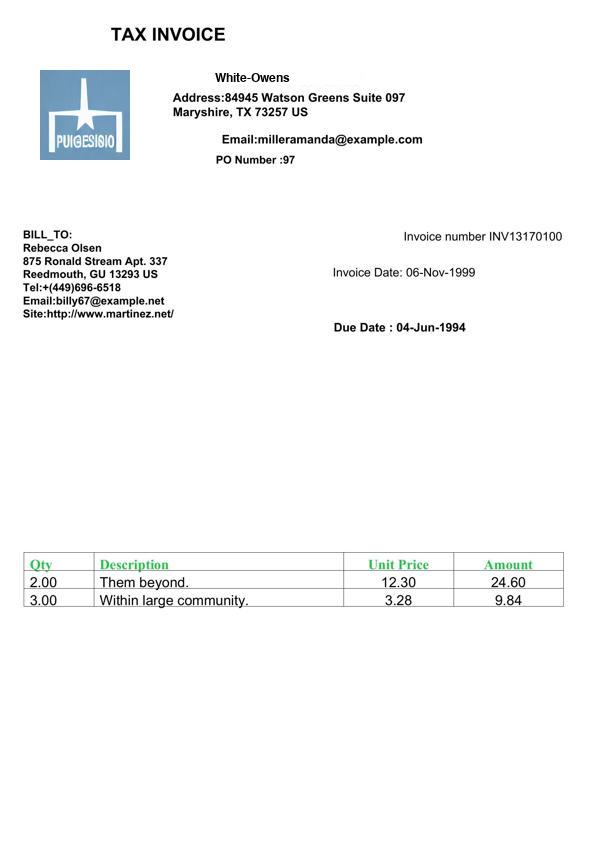 TAX INVOICE
PUIGESISIO
White-Owens
Address:84945 Watson Greens Suite 097
Maryshire, TX 73257 US
Email:milleramanda@example.com
PO Number :97
BILL_TO:
Rebecca Olsen
875 Ronald Stream Apt. 337
Reedmouth, GU 13293 US
Tel:+(449)696-6518
Email:billy67@example.net
Site:http://www.martinez.net/
Invoice number INV13170100
Invoice Date: 06-Nov-1999
Due Date : 04-Jun-1994
Qty Description Unit Price Amount
2.00 Them beyond. 12.30 24.60
3.00 Within large community. 3.28 9.84